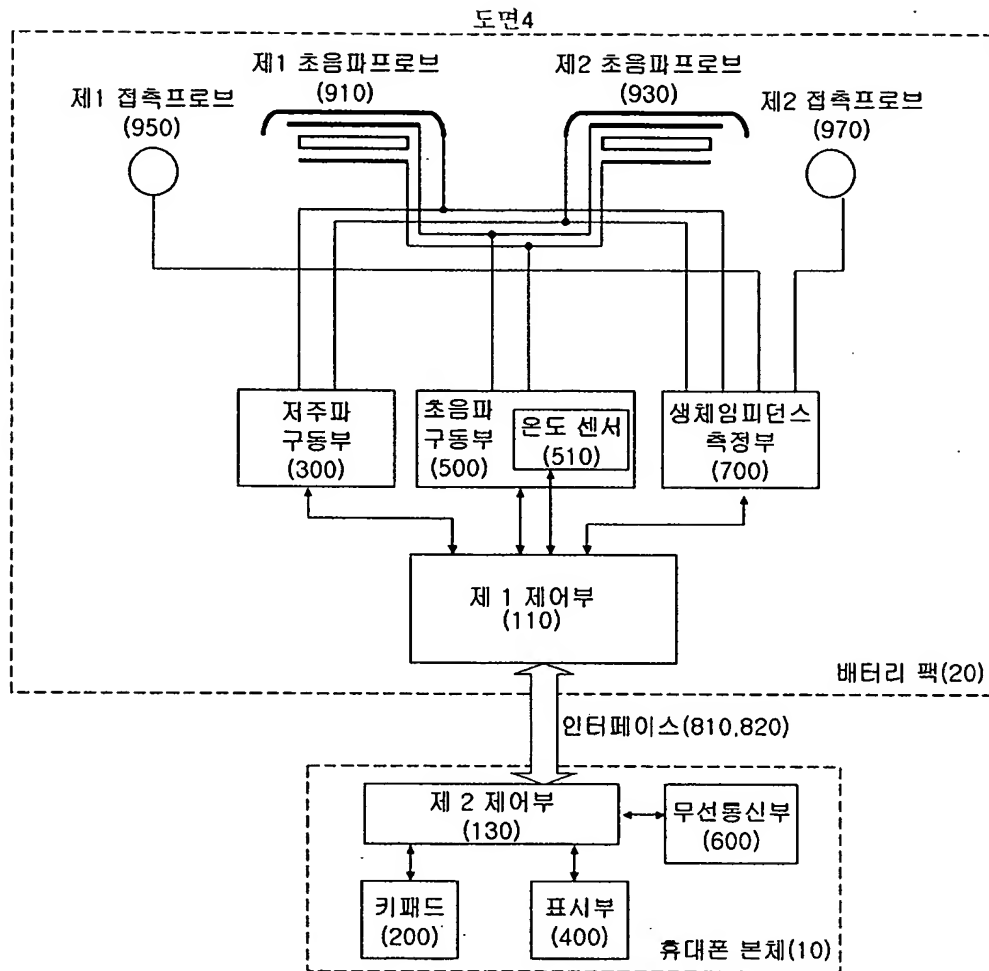 도면4
제1 초음파프로브
(910)
제2 초음파프로브
(930)
제1 접촉프로브
(950)
제2 접촉프로브
(970)
저주파
구동부
(300)
초음파
구동부
(500)
온도 센서
(510)
생체임피던스
측정부
(700)
제 1 제어부
(110)
배터리 팩(20)
인터페이스(810,820)
제 2 제어부
(130)
무선통신부
(600)
키패드
(200)
표시부
(400)
휴대폰 본체(10)